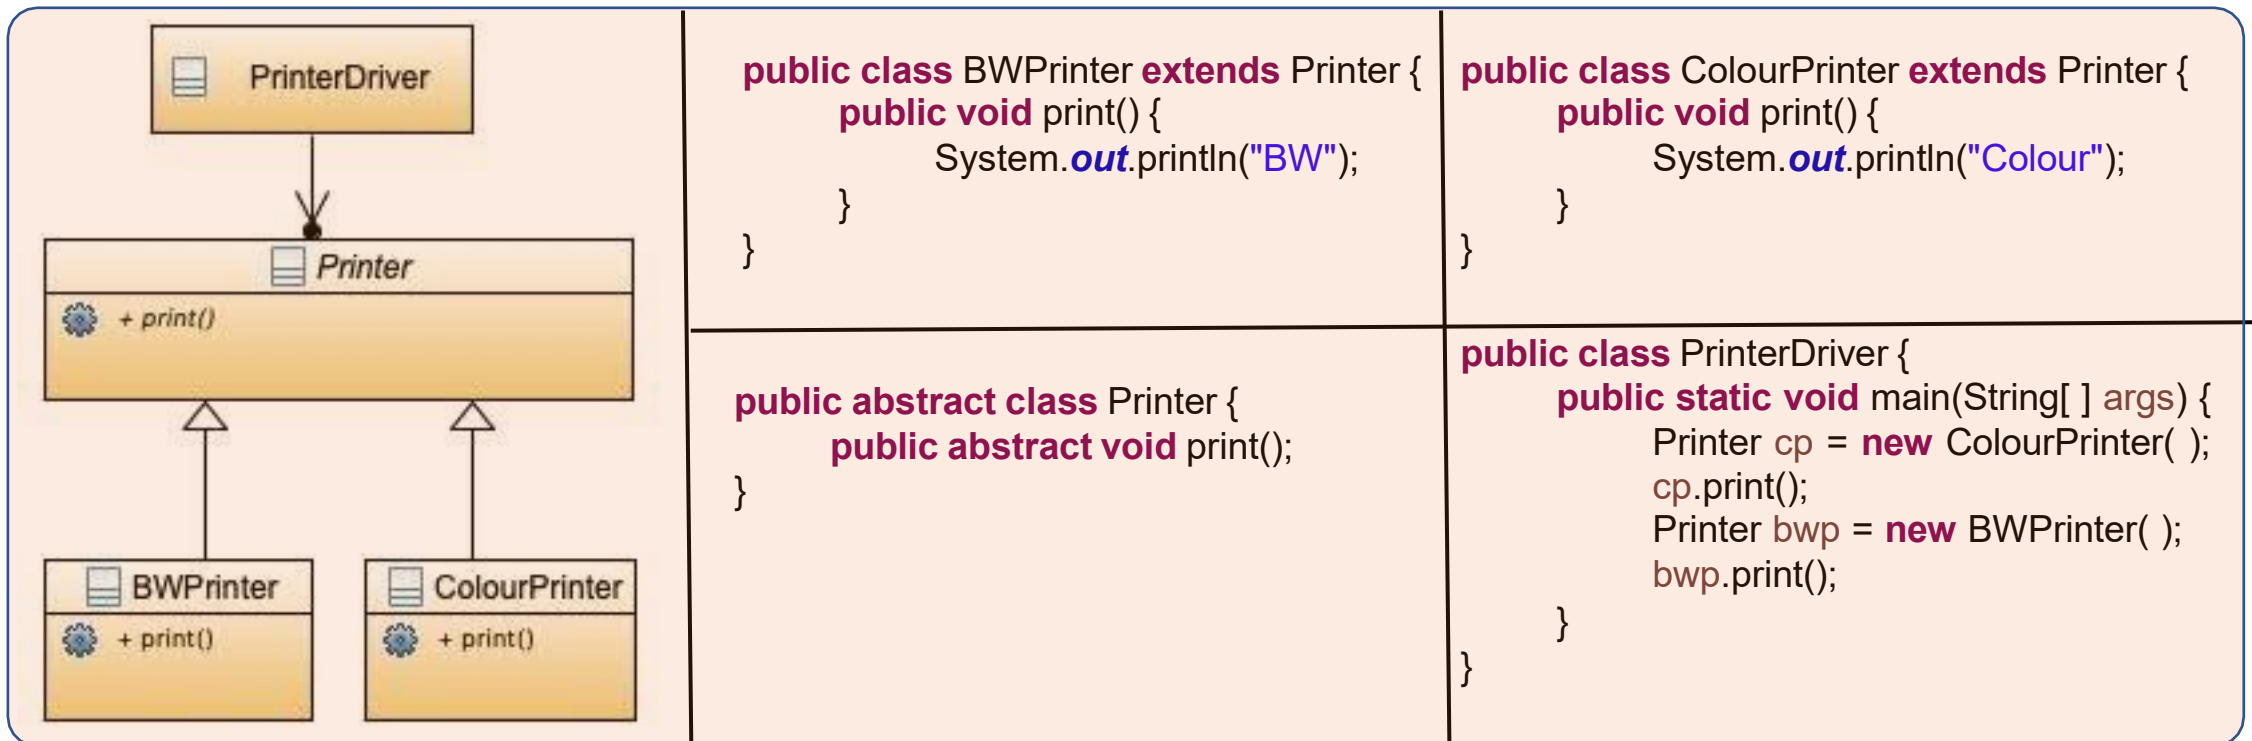 PrinterDriver
Printer
+ print()
BWPrinter
+ print()
ColourPrinter
+ print()
public class BWPrinter extends Printer {
public void print() {
System.out.println("BW");
}
}
public class ColourPrinter extends Printer {
public void print() {
System.out.println("Colour");
}
}
public abstract class Printer {
public abstract void print();
}
public class PrinterDriver {
public static void main(String[ ] args) {
Printer cp = new ColourPrinter( );
cp.print();
Printer bwp = new BWPrinter( );
bwp.print();
}
}